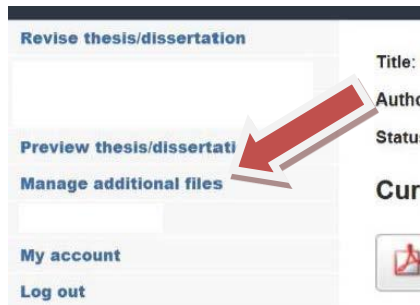 Revise thesis/dissertation
Preview thesis/dissertati
Manage additional files
My account
Log out
Title:
Autho
Status
Cur